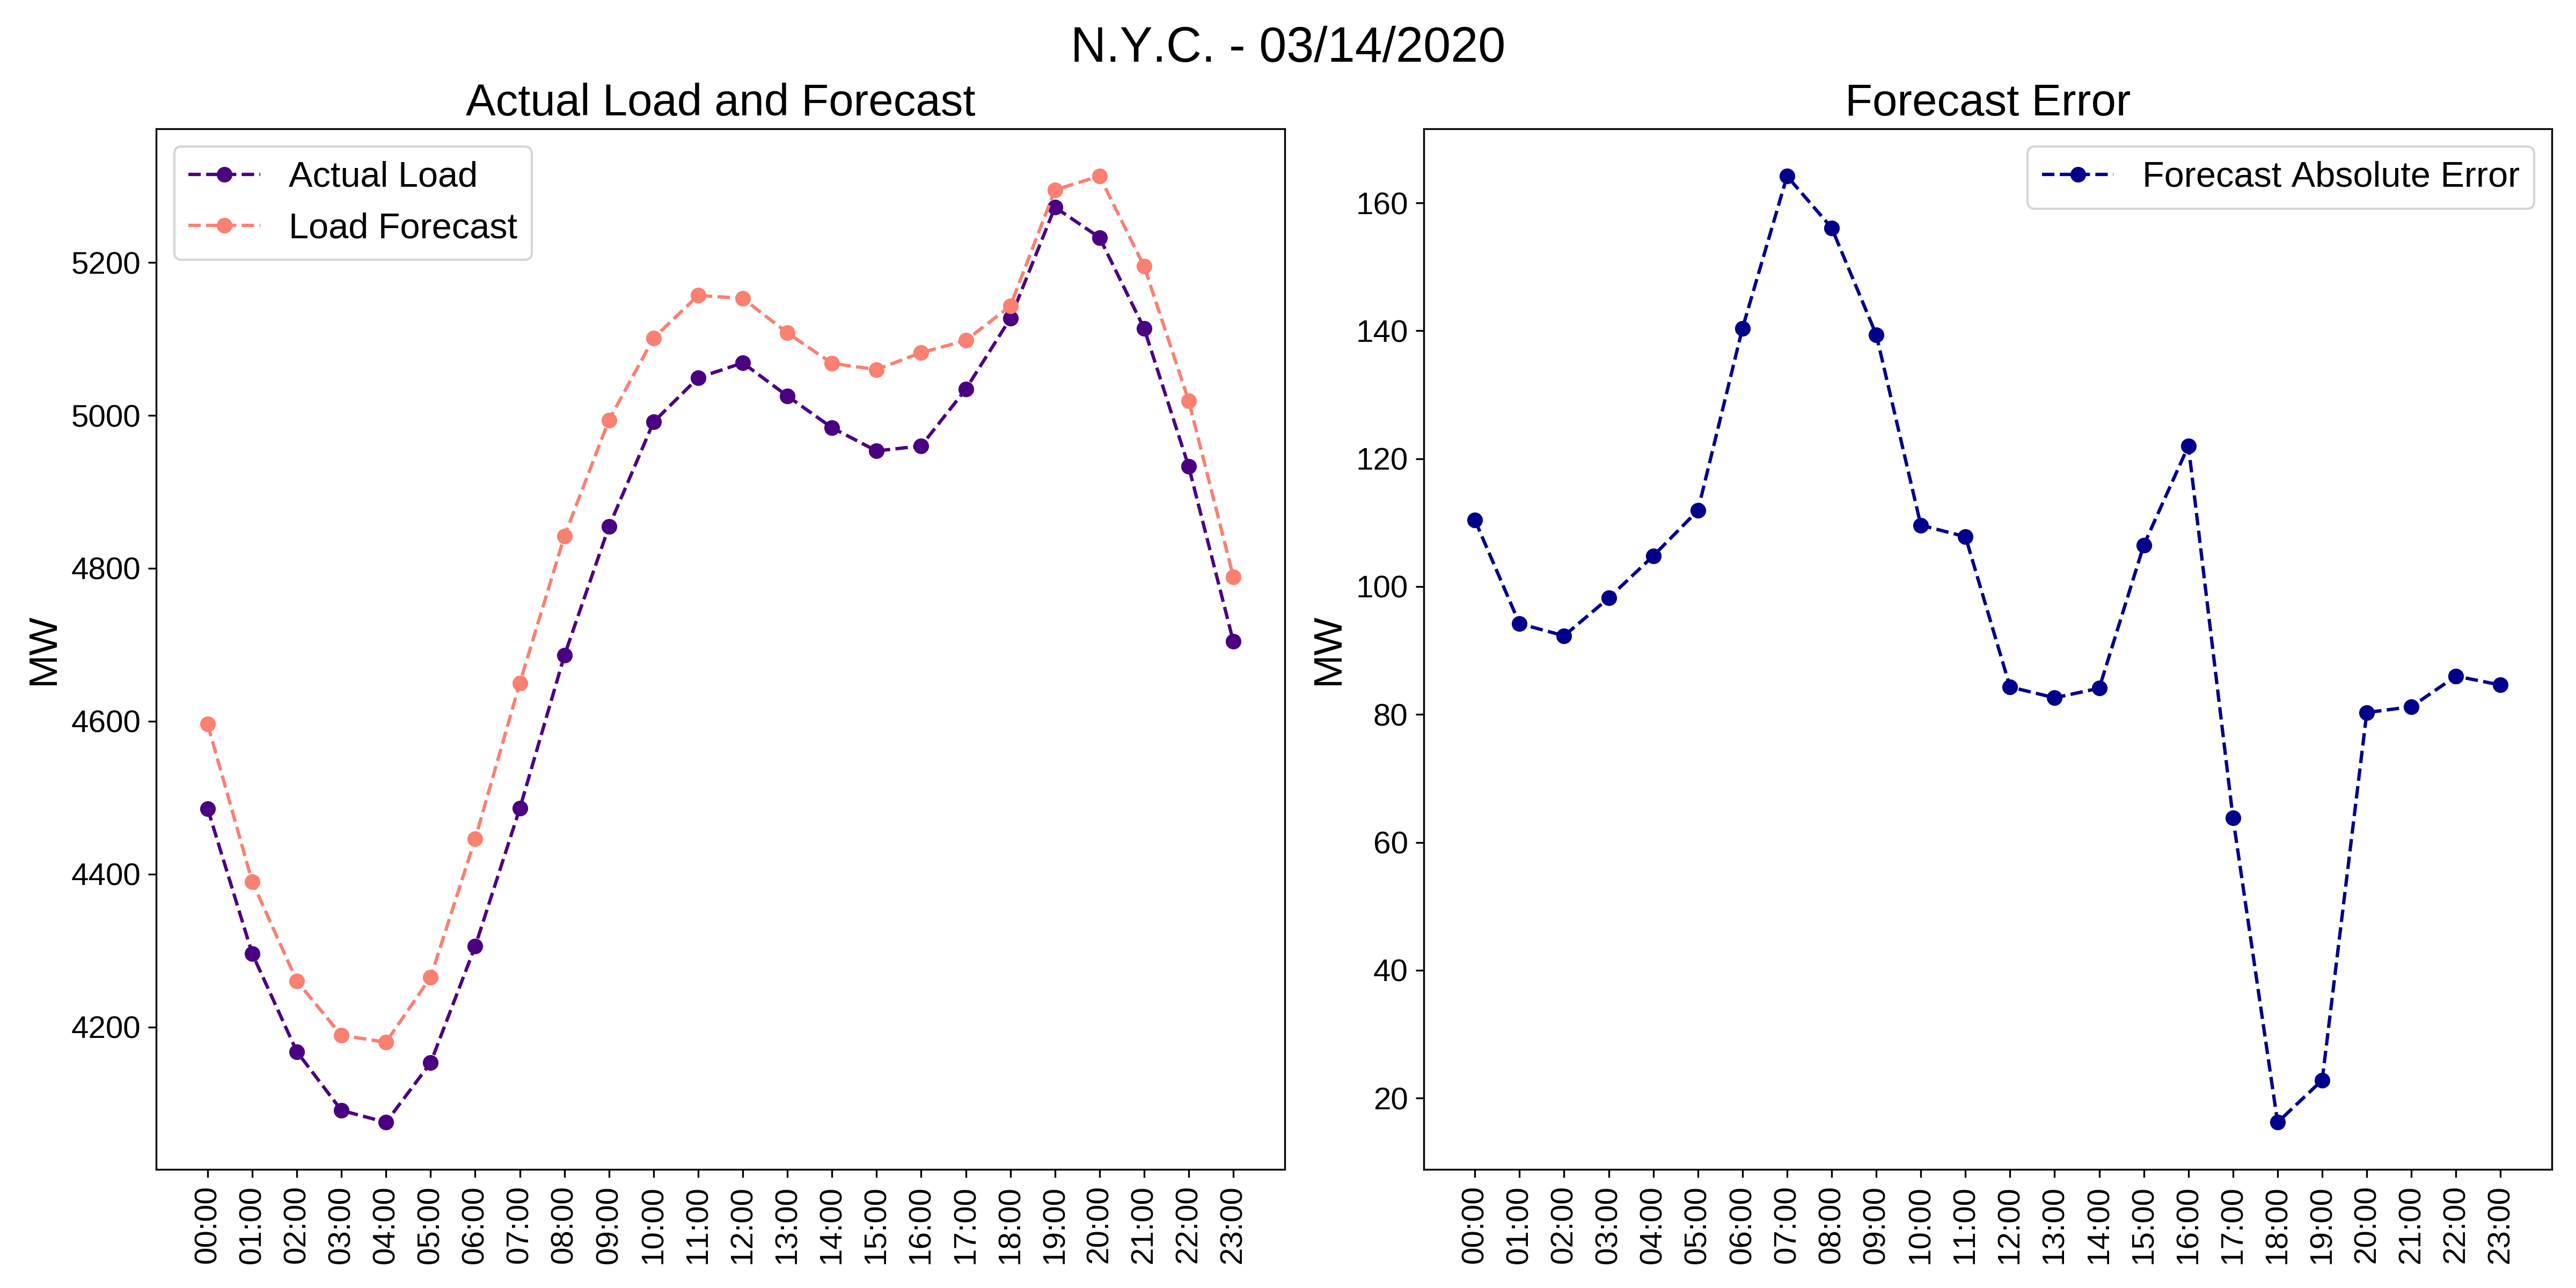 N.Y.C. - 03/14/2020
Actual Load and Forecast
Actual Load
Load Forecast
MW
5200
5000
4800
4600
4400
4200
00:00 01:00 02:00 03:00 04:00 05:00 06:00 07:00 08:00 09:00 10:00 11:00 12:00 13:00 14:00 15:00 16:00 17:00 18:00 19:00 20:00 21:00 22:00 23:00
Forecast Error
Forecast Absolute Error
MW
160
140
120
100
80
60
40
20
00:00 01:00 02:00 03:00 04:00 05:00 06:00 07:00 08:00 09:00 10:00 11:00 12:00 13:00 14:00 15:00 16:00 17:00 18:00 19:00 20:00 21:00 22:00 23:00